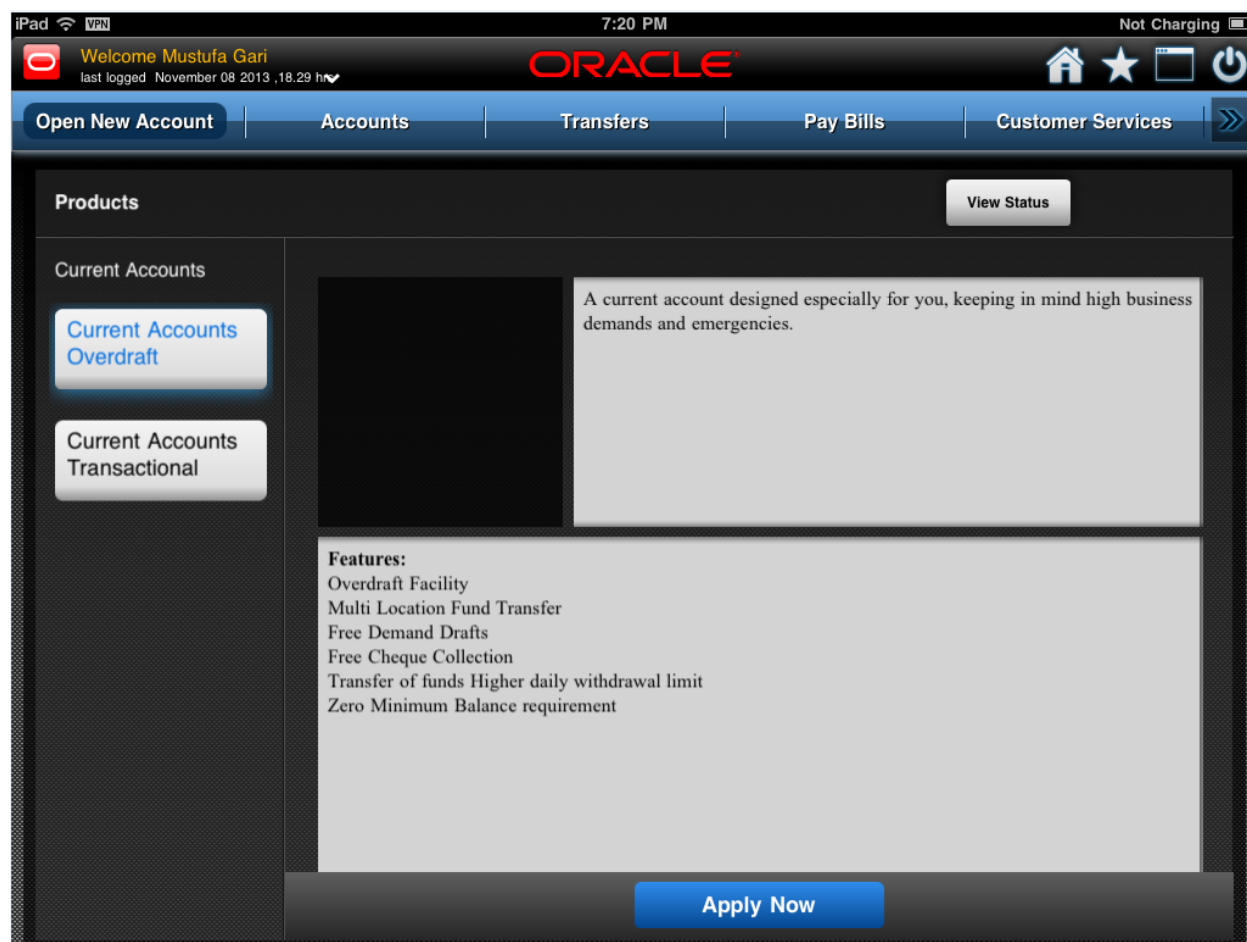 iPad VPN 7:20 PM Not Charging
Welcome Mustufa Gari
last logged November 08 2013 ,18.29 hrs
ORACLE
Open New Account Accounts Transfers Pay Bills Customer Services
Products View Status
Current Accounts
Current Accounts
Overdraft
Current Accounts
Transactional
A current account designed especially for you, keeping in mind high business
demands and emergencies.
Features:
Overdraft Facility
Multi Location Fund Transfer
Free Demand Drafts
Free Cheque Collection
Transfer of funds Higher daily withdrawal limit
Zero Minimum Balance requirement
Apply Now